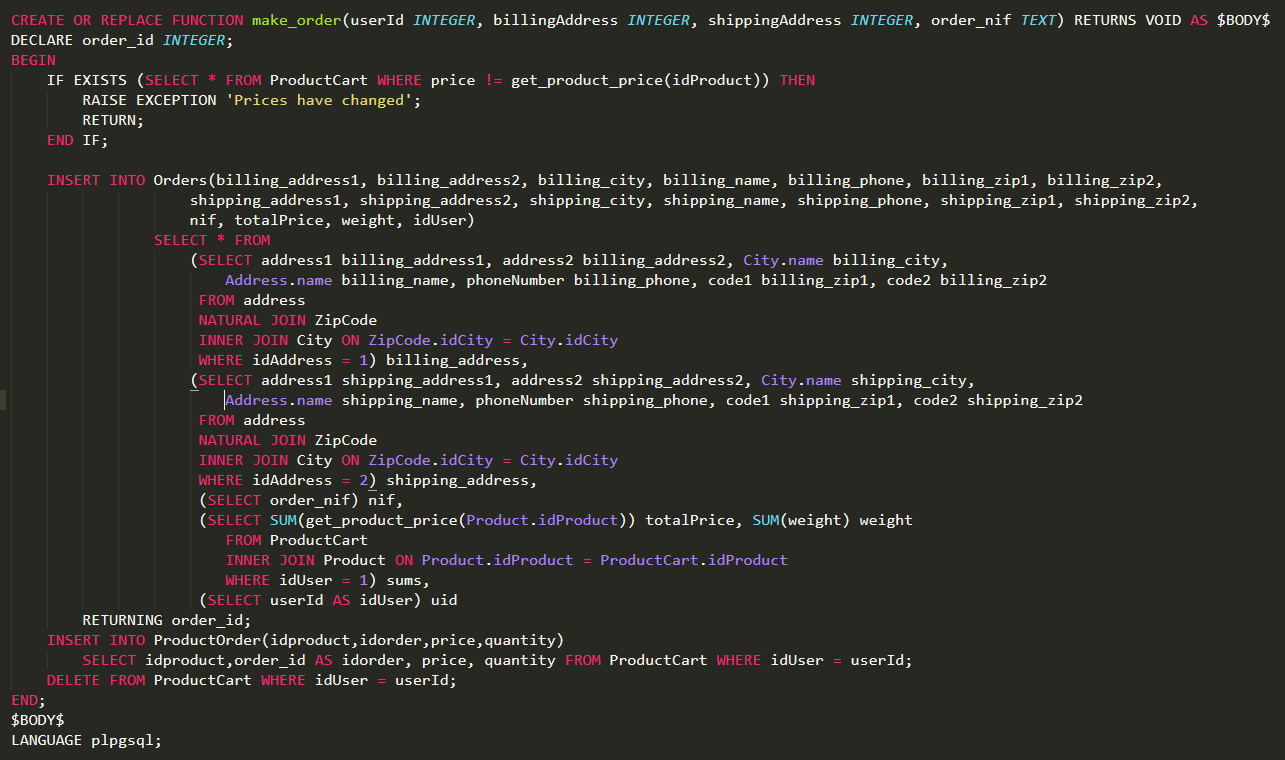 CREATE OR REPLACE FUNCTION make_order(userId INTEGER, billingAddress INTEGER, shippingAddress INTEGER, order_nif TEXT) RETURNS VOID AS $BODY$
DECLARE order_id INTEGER;
BEGIN
    IF EXISTS (SELECT * FROM ProductCart WHERE price != get_product_price(idProduct)) THEN
        RAISE EXCEPTION 'Prices have changed';
        RETURN;
    END IF;

    INSERT INTO Orders(billing_address1, billing_address2, billing_city, billing_name, billing_phone, billing_zip1, billing_zip2,
                    shipping_address1, shipping_address2, shipping_city, shipping_name, shipping_phone, shipping_zip1, shipping_zip2,
                    nif, totalPrice, weight, idUser)
                SELECT * FROM
                    (SELECT address1 billing_address1, address2 billing_address2, City.name billing_city,
                        Address.name billing_name, phoneNumber billing_phone, code1 billing_zip1, code2 billing_zip2
                     FROM address
                     NATURAL JOIN ZipCode
                     INNER JOIN City ON ZipCode.idCity = City.idCity
                     WHERE idAddress = 1) billing_address,
                    (SELECT address1 shipping_address1, address2 shipping_address2, City.name shipping_city,
                        Address.name shipping_name, phoneNumber shipping_phone, code1 shipping_zip1, code2 shipping_zip2
                     FROM address
                     NATURAL JOIN ZipCode
                     INNER JOIN City ON ZipCode.idCity = City.idCity
                     WHERE idAddress = 2) shipping_address,
                     (SELECT order_nif) nif,
                     (SELECT SUM(get_product_price(Product.idProduct)) totalPrice, SUM(weight) weight
                        FROM ProductCart
                        INNER JOIN Product ON Product.idProduct = ProductCart.idProduct
                        WHERE idUser = 1) sums,
                     (SELECT userId AS idUser) uid
        RETURNING order_id;
    INSERT INTO ProductOrder(idproduct,idorder,price,quantity)
        SELECT idproduct,order_id AS idorder, price, quantity FROM ProductCart WHERE idUser = userId;
    DELETE FROM ProductCart WHERE idUser = userId;
END;
$BODY$
LANGUAGE plpgsql;